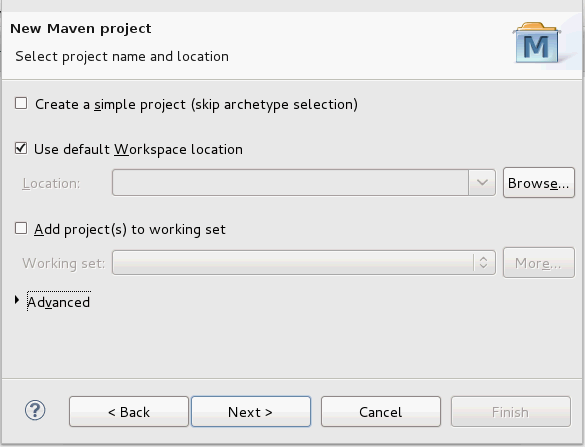 New Maven project
Select project name and location
M
Create a simple project (skip archetype selection)
Use default Workspace location
Location:
Browse...
Add project(s) to working set
Working set:
More...
Advanced
?
< Back
Next >
Cancel
Finish